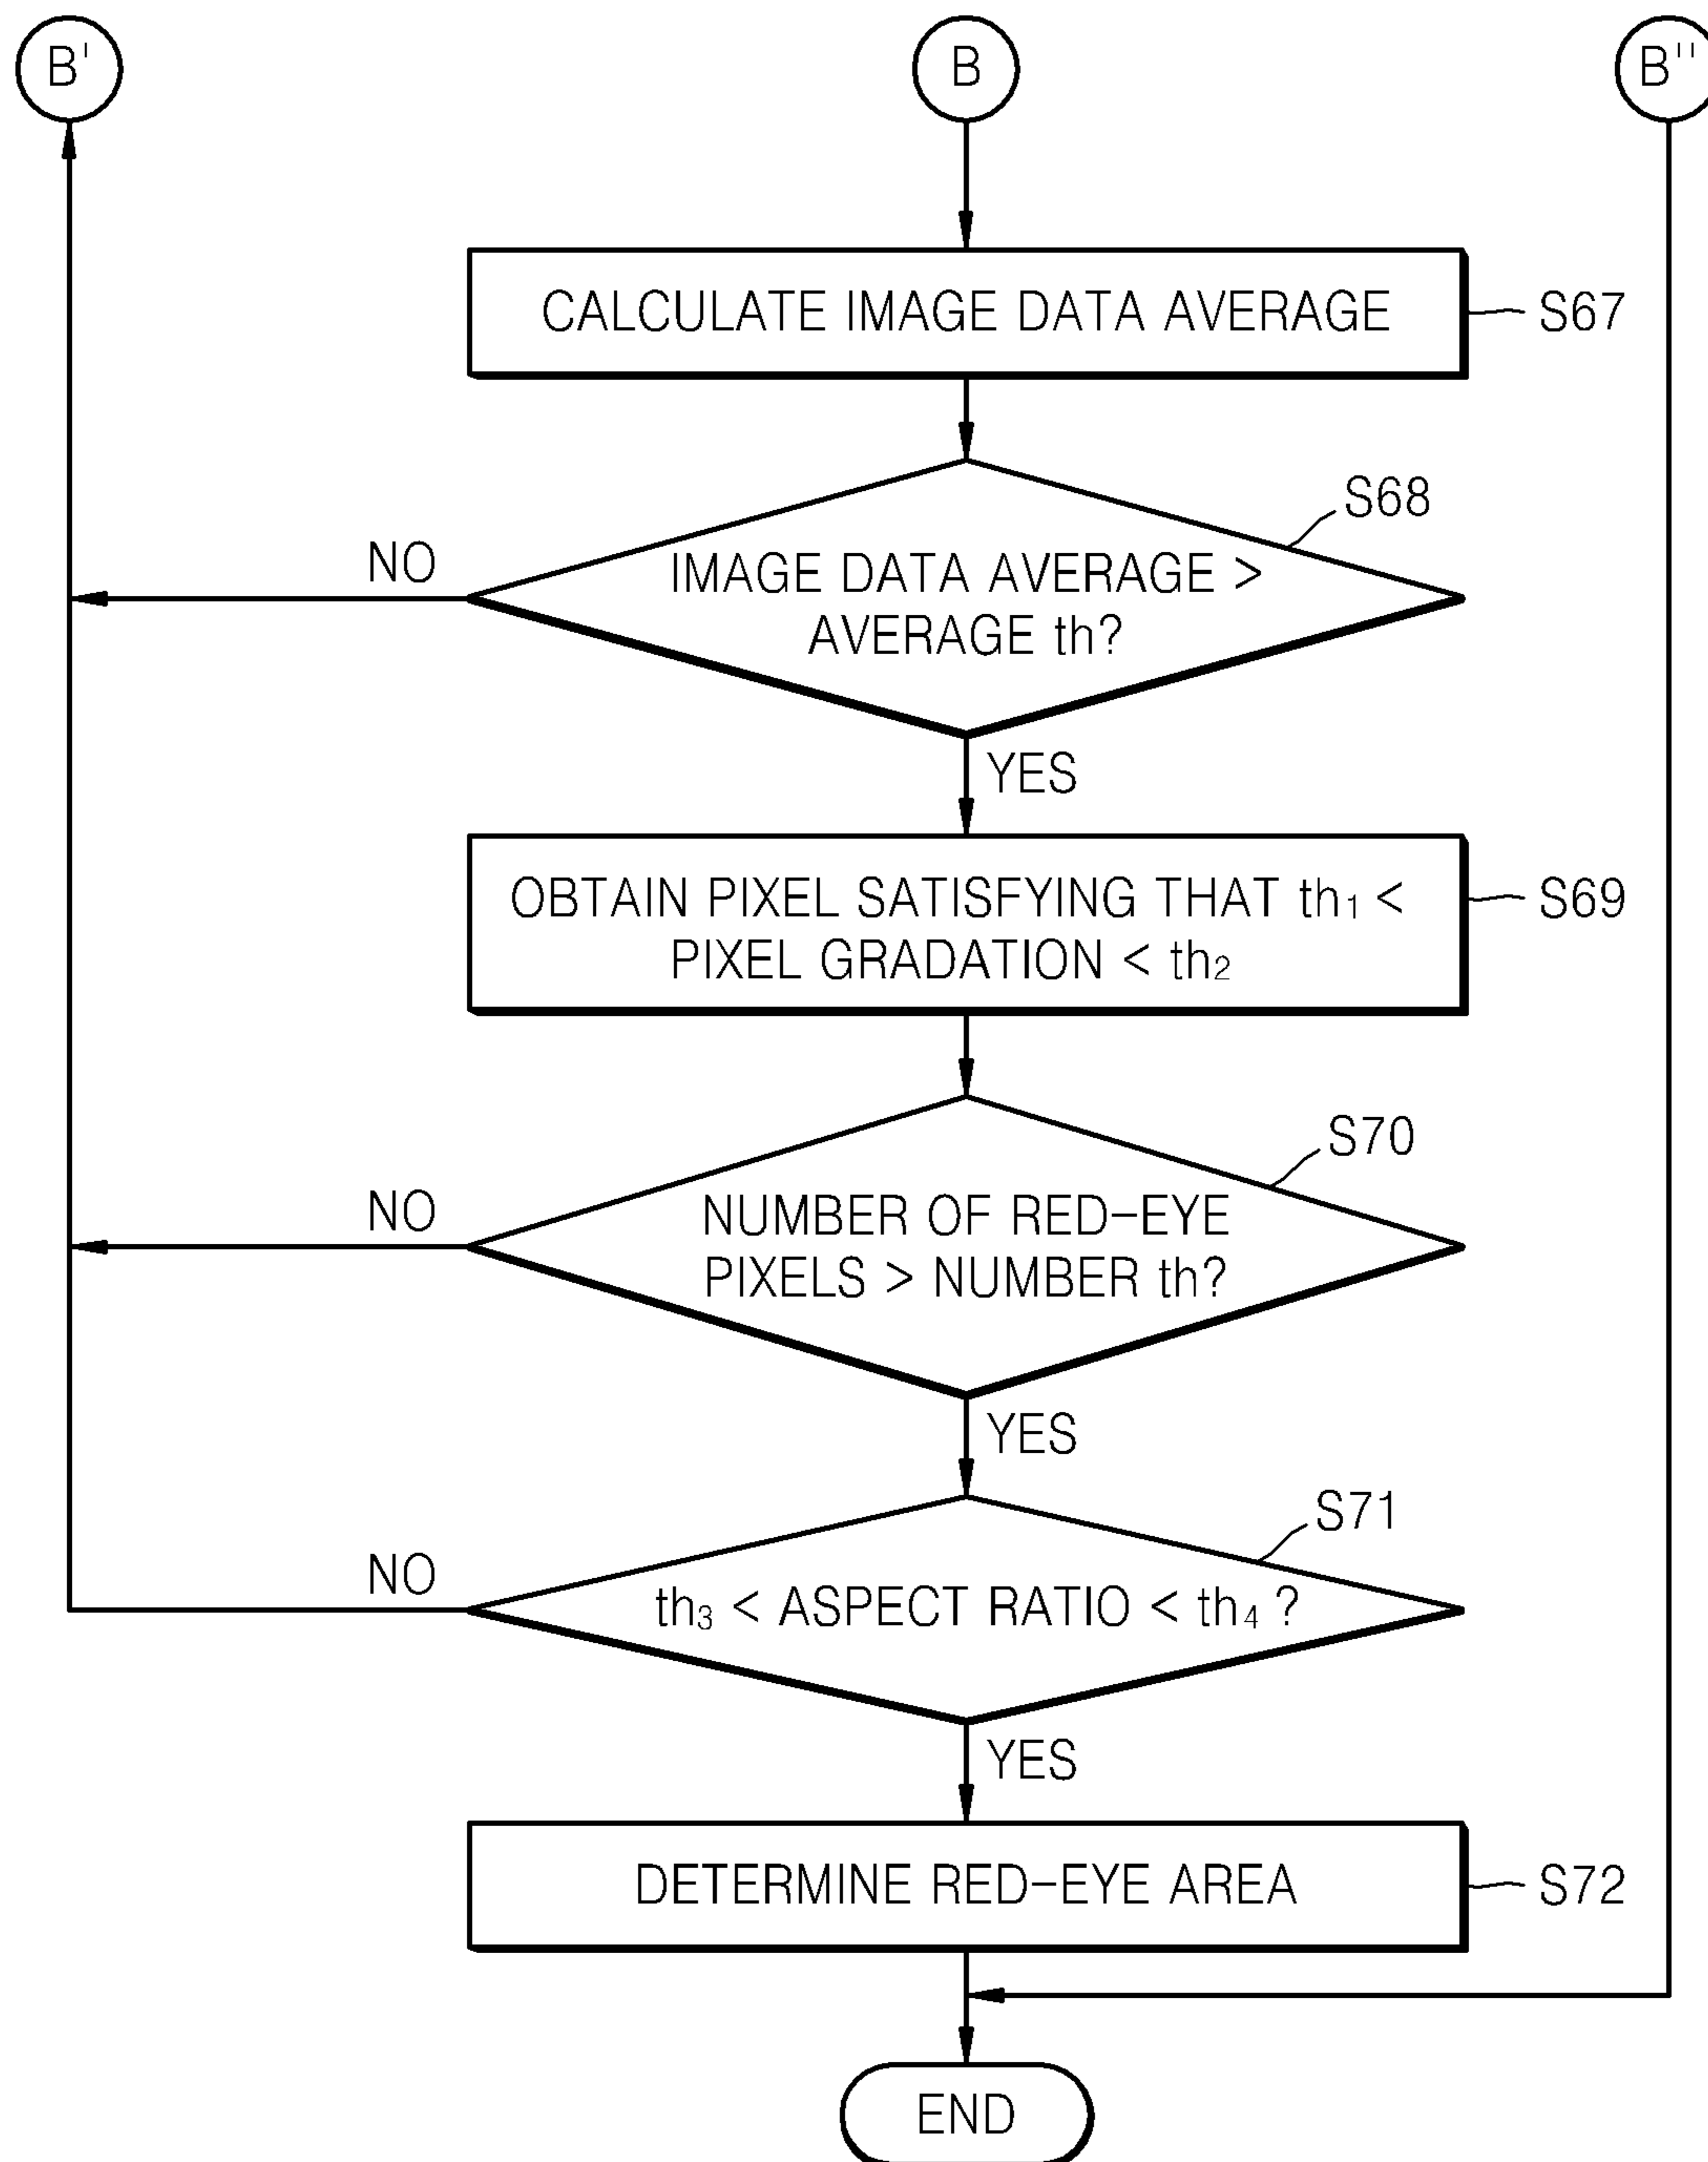 B'
B
B''
CALCULATE IMAGE DATA AVERAGE
S67
S68
NO
IMAGE DATA AVERAGE >
AVERAGE th?
YES
OBTAIN PIXEL SATISFYING THAT th₁ <
PIXEL GRADATION < th₂
S69
S70
NO
NUMBER OF RED-EYE
PIXELS > NUMBER th?
YES
S71
NO
th₃ < ASPECT RATIO < th₄ ?
YES
DETERMINE RED-EYE AREA
S72
END